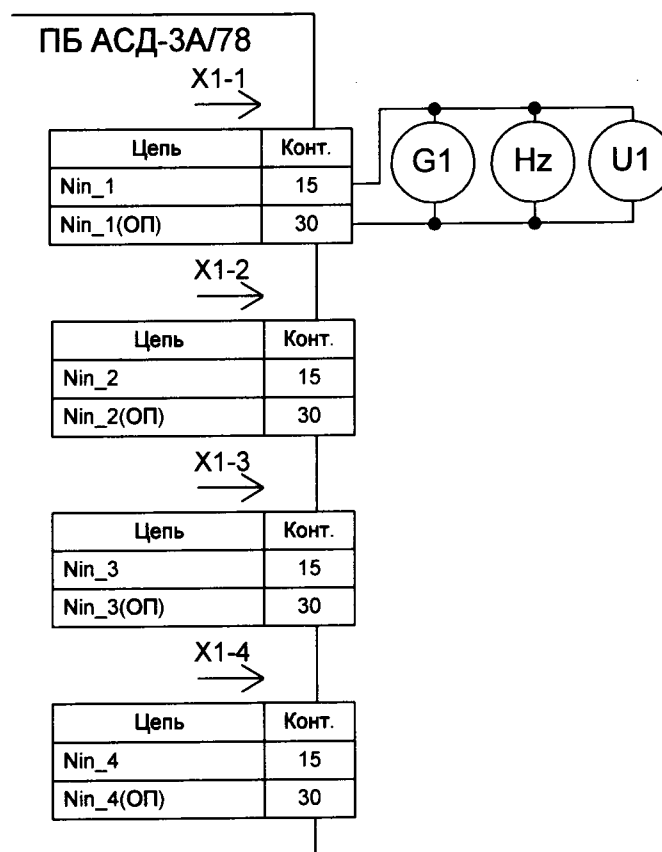 ПБ АСД-3А/78
X1-1
Цепь Конт.
Nin_1 15
Nin_1(ОП) 30
G1 Hz U1
X1-2
Цепь Конт.
Nin_2 15
Nin_2(ОП) 30
X1-3
Цепь Конт.
Nin_3 15
Nin_3(ОП) 30
X1-4
Цепь Конт.
Nin_4 15
Nin_4(ОП) 30